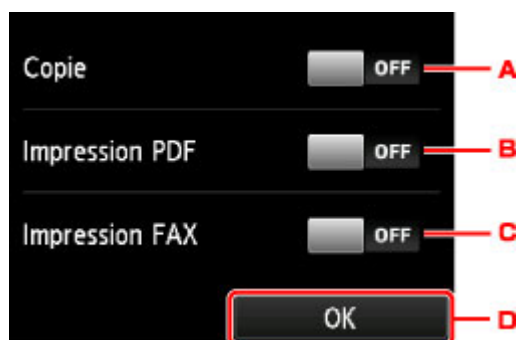 Copie OFF A
Impression PDF OFF B
Impression FAX OFF C
OK D